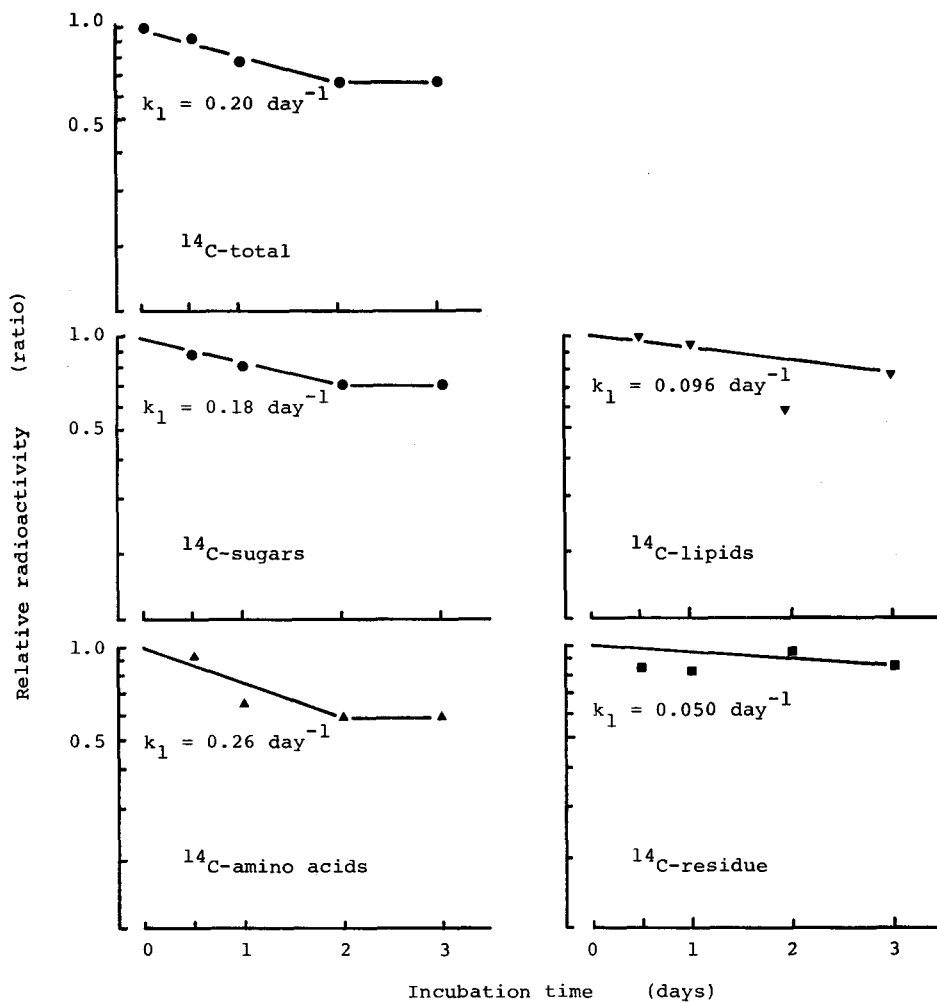 1.0
0.5
k₁ = 0.20 day⁻¹
¹⁴C-total
1.0
0.5
k₁ = 0.18 day⁻¹
¹⁴C-sugars
k₁ = 0.096 day⁻¹
¹⁴C-lipids
1.0
0.5
k₁ = 0.26 day⁻¹
¹⁴C-amino acids
k₁ = 0.050 day⁻¹
¹⁴C-residue
0 1 2 3
0 1 2 3
Relative radioactivity (ratio)
Incubation time (days)